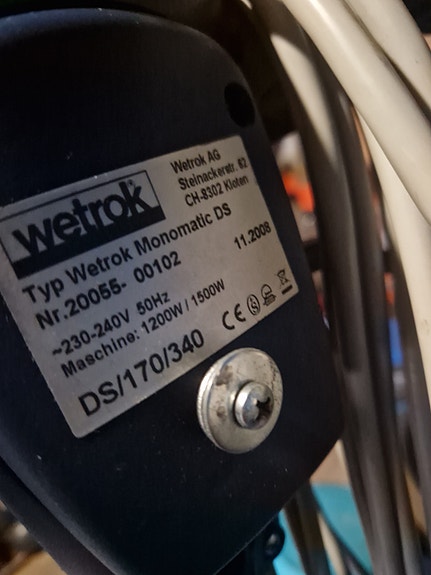 wetrok
Wetrok AG
Steinackerstr. 62
CH-8302 Kloten
Typ Wetrok Monomatic DS
Nr.20055- 00102
11.2008
~230-240V 50Hz
Maschine: 1200W / 1500W
CE
S
DS/170/340